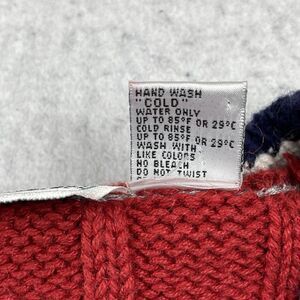 HAND WASH
"COLD"
WATER ONLY
UP TO 85°F OR 29°C
COLD RINSE
UP TO 85°F OR 29°C
WASH WITH
LIKE COLORS
NO BLEACH
DO NOT TWIST